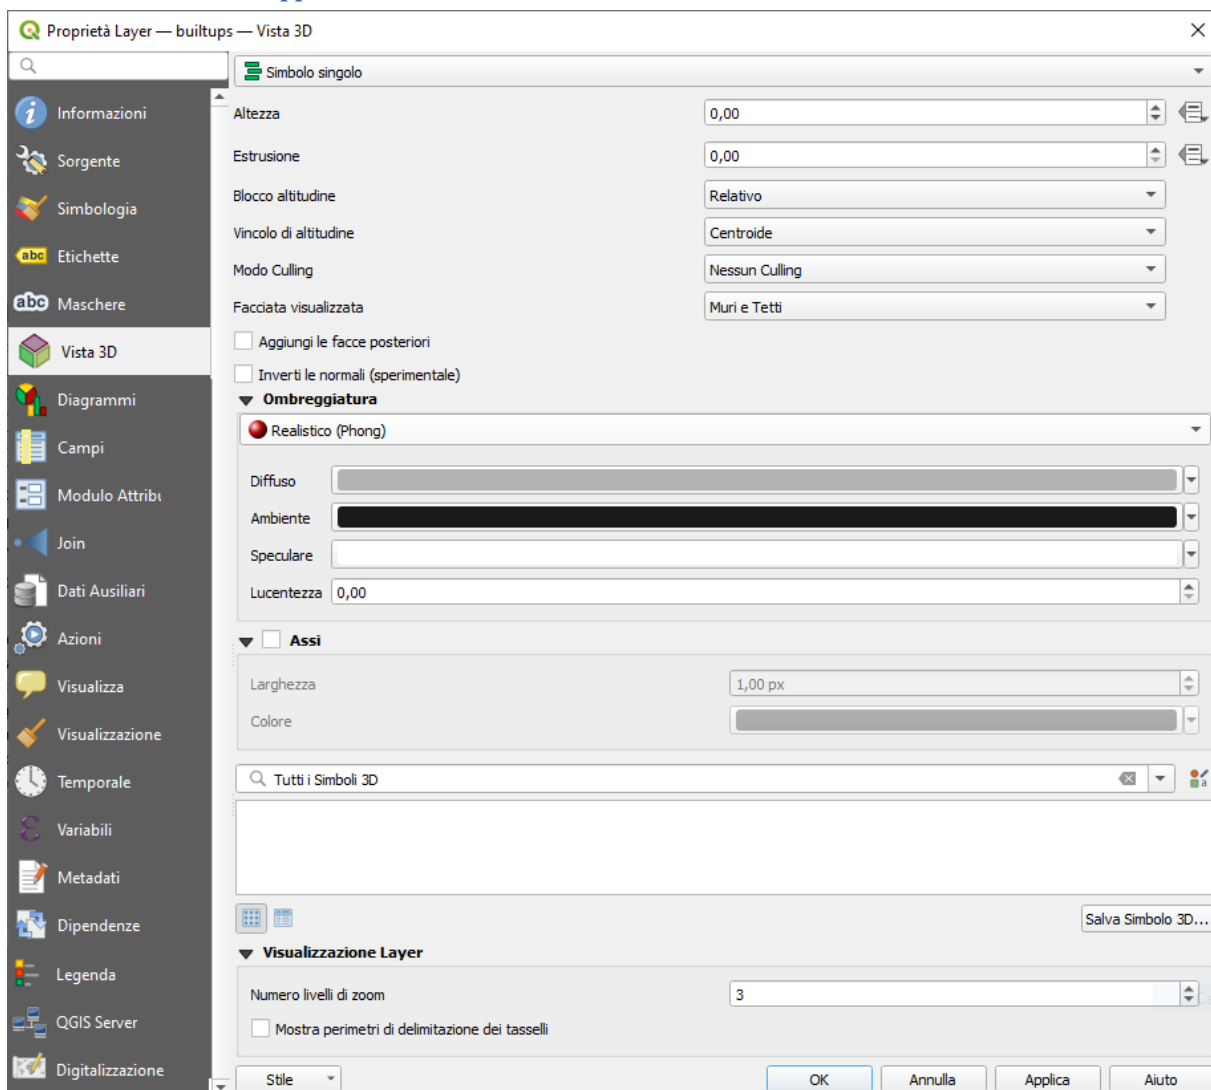 Proprietà Layer — builtups — Vista 3D
Simbolo singolo
Informazioni
Altezza
0,00
Sorgente
Estrusione
0,00
Simbologia
Blocco altitudine
Relativo
Vincolo di altitudine
Centroide
abc Etichette
Modo Culling
Nessun Culling
abc Maschere
Facciata visualizzata
Muri e Tetti
Vista 3D
Aggiungi le facce posteriori
Inverti le normali (sperimentale)
Diagrammi
Ombreggiatura
Realistico (Phong)
Campi
Diffuso
Modulo Attribu
Ambiente
Join
Speculare
Dati Ausiliari
Lucentezza
0,00
Azioni
Assi
Visualizza
Larghezza
1,00 px
Colore
Visualizzazione
Temporale
Tutti i Simboli 3D
Variabili
Metadati
Dipendenze
Salva Simbolo 3D...
Visualizzazione Layer
Legenda
Numero livelli di zoom
3
QGIS Server
Mostra perimetri di delimitazione dei tasselli
Digitalizzazione
Stile
OK
Annulla
Applica
Aiuto